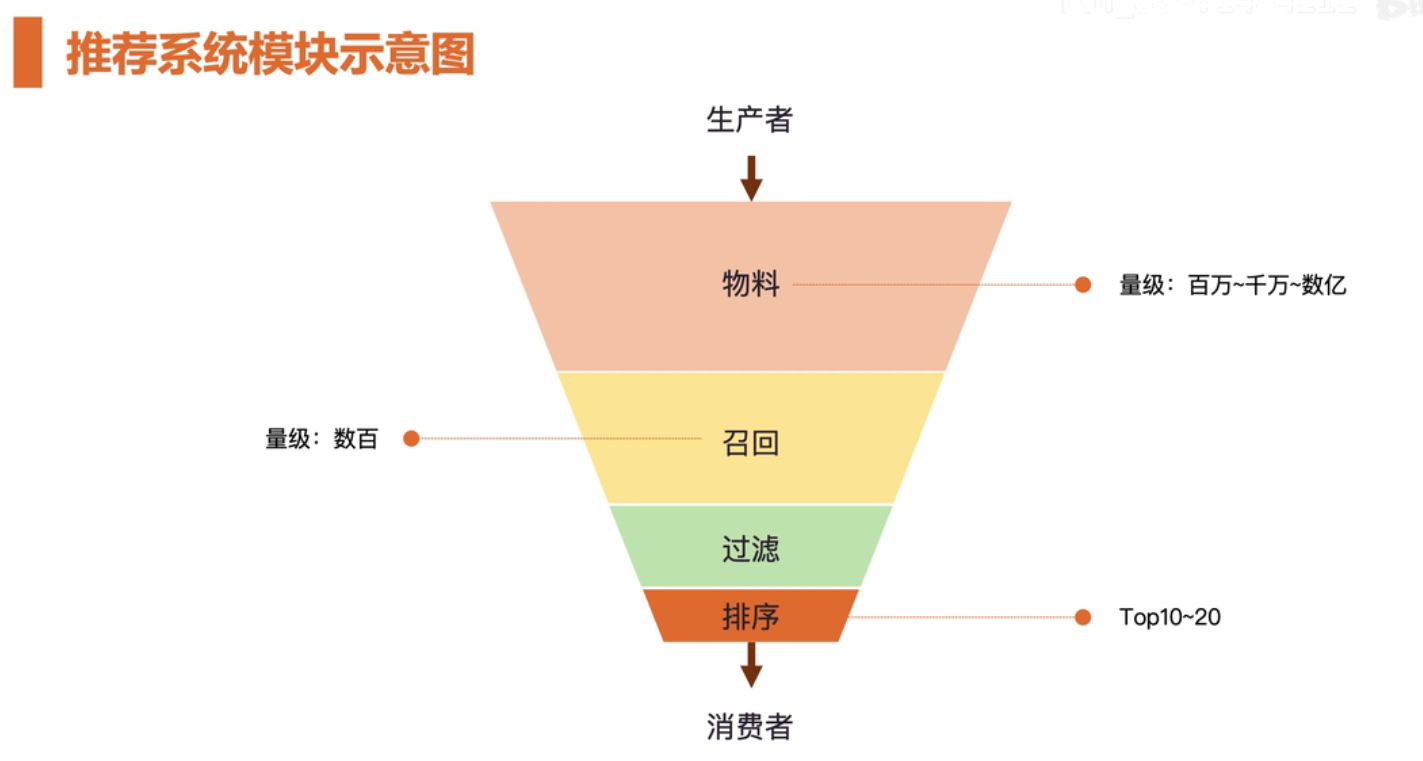 推荐系统模块示意图
生产者
物料
量级：百万~千万~数亿
量级：数百
召回
过滤
排序
Top10~20
消费者